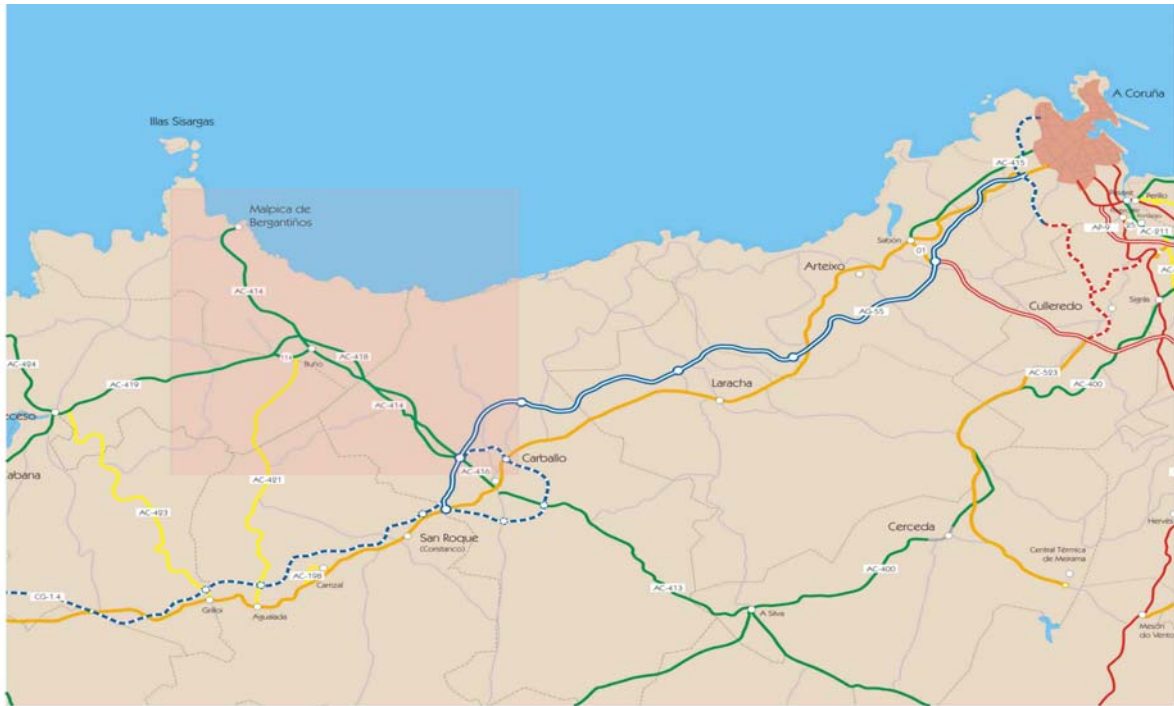 A Coruña
Illas Sisargas
AC-415
Malpica de
Bergantiños
Perillo
AP-9
AC-211
Sabón
01
Arteixo
AC-414
AG-55
Culleredo
Sigrás
AC-418
Buño
AC-424
AC-419
AC-523
AC-400
Laracha
AC-414
Carballo
AC-416
AC-421
AC-423
San Roque
(Constanco)
Cerceda
Central Térmica
de Meirama
AC-198
AC-413
AC-400
CG-1.4
Agualada
A Silva
Mesón
do Vento